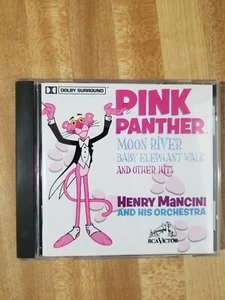 DOLBY SURROUND
PINK
PANTHER
MOON RIVER
BABY ELEPHANT WALK
AND OTHER HITS
HENRY MANCINI
AND HIS ORCHESTRA
RCA VICTOR